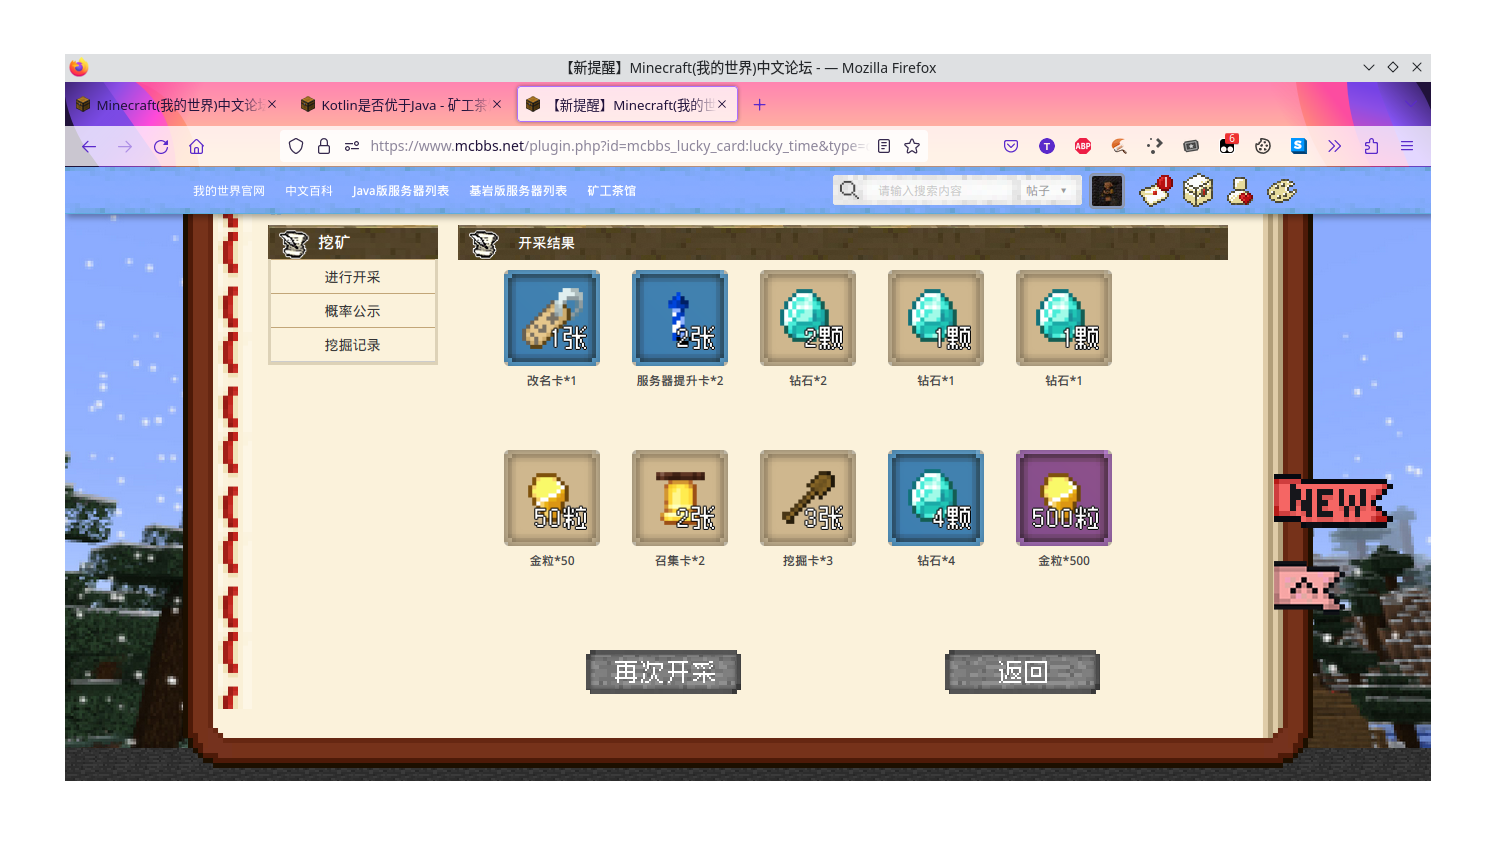 【新提醒】Minecraft(我的世界)中文论坛 - — Mozilla Firefox
Minecraft(我的世界)中文论
Kotlin是否优于Java - 矿工茶
【新提醒】Minecraft(我的世
https://www.mcbbs.net/plugin.php?id=mcbbs_lucky_card:lucky_time&type=
T
ABP
6
S
我的世界官网
中文百科
Java版服务器列表
基岩版服务器列表
矿工茶馆
请输入搜索内容
帖子
挖矿
进行开采
概率公示
挖掘记录
开采结果
1张
2张
2颗
1颗
1颗
改名卡*1
服务器提升卡*2
钻石*2
钻石*1
钻石*1
50粒
2张
3张
4颗
500粒
金粒*50
召集卡*2
挖掘卡*3
钻石*4
金粒*500
NEW
再次开采
返回